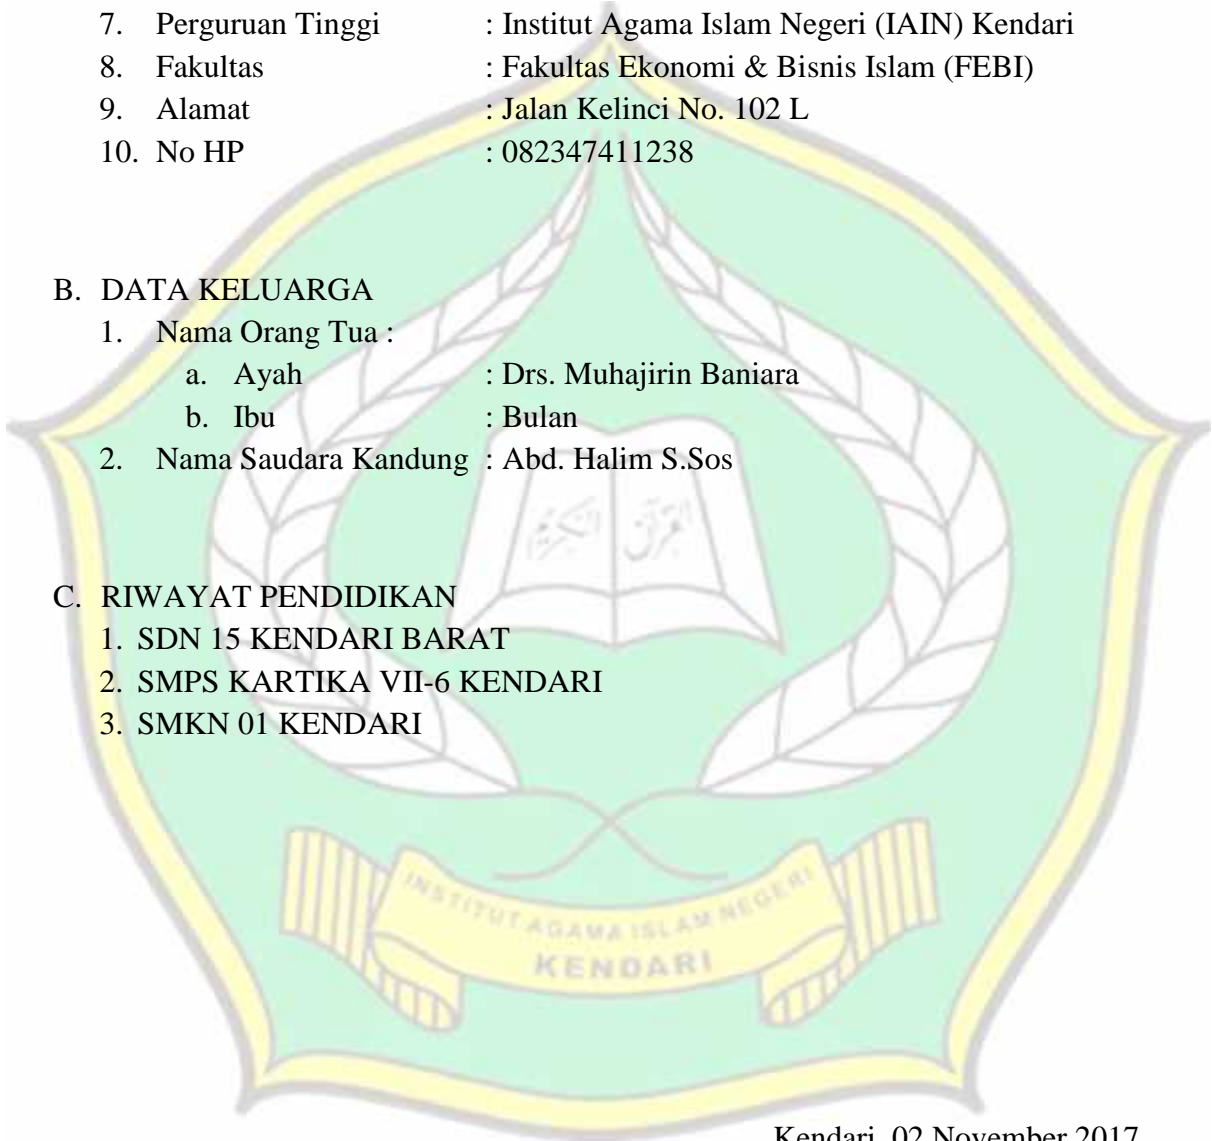 7. Perguruan Tinggi : Institut Agama Islam Negeri (IAIN) Kendari
8. Fakultas : Fakultas Ekonomi & Bisnis Islam (FEBI)
9. Alamat : Jalan Kelinci No. 102 L
10. No HP : 082347411238
B. DATA KELUARGA
1. Nama Orang Tua :
a. Ayah : Drs. Muhajirin Baniara
b. Ibu : Bulan
2. Nama Saudara Kandung : Abd. Halim S.Sos
C. RIWAYAT PENDIDIKAN
1. SDN 15 KENDARI BARAT
2. SMPS KARTIKA VII-6 KENDARI
3. SMKN 01 KENDARI
INSTITUT AGAMA ISLAM NEGERI
KENDARI
Kendari, 02 November 2017